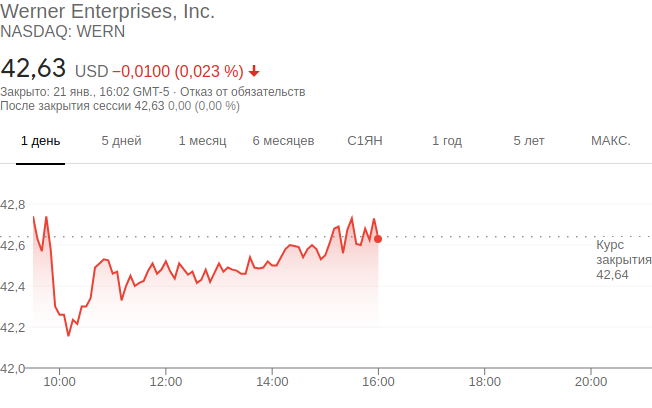 Werner Enterprises, Inc.
NASDAQ: WERN
42,63 USD −0,0100 (0,023 %)
Закрыто: 21 янв., 16:02 GMT-5 · Отказ от обязательств
После закрытия сессии 42,63 0,00 (0,00 %)
1 день 5 дней 1 месяц 6 месяцев С1ЯН 1 год 5 лет МАКС.
42,8
42,6
42,4
42,2
42,0
Курс
закрытия
42,64
10:00 12:00 14:00 16:00 18:00 20:00